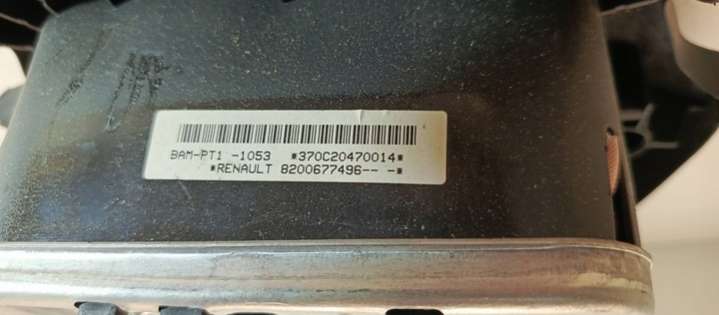 BAM-PT1 -1053 *370C20470014*
*RENAULT 8200677496-- -*